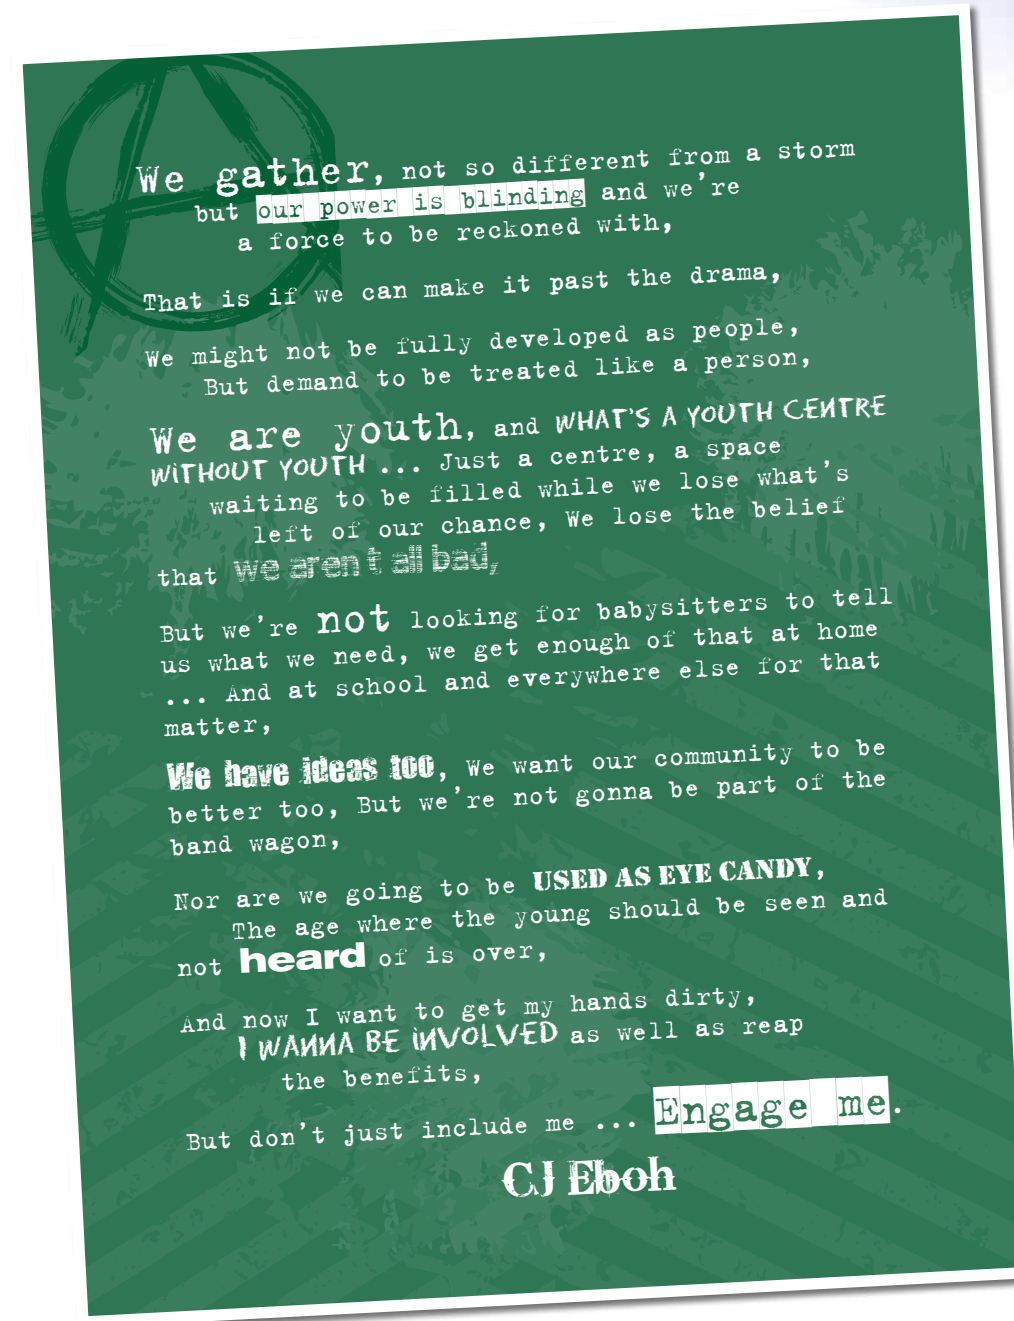 We gather, not so different from a storm
but our power is blinding and we're
a force to be reckoned with,
That is if we can make it past the drama,
We might not be fully developed as people,
But demand to be treated like a person,
We are youth, and WHAT'S A YOUTH CENTRE
WITHOUT YOUTH ... Just a centre, a space
waiting to be filled while we lose what's
left of our chance, We lose the belief
that we aren't all bad,
But we're not looking for babysitters to tell
us what we need, we get enough of that at home
... And at school and everywhere else for that
matter,
We have ideas too, We want our community to be
better too, But we're not gonna be part of the
band wagon,
Nor are we going to be USED AS EYE CANDY,
The age where the young should be seen and
not heard of is over,
And now I want to get my hands dirty,
I WANNA BE INVOLVED as well as reap
the benefits,
But don't just include me ... Engage me.
CJ Eboh